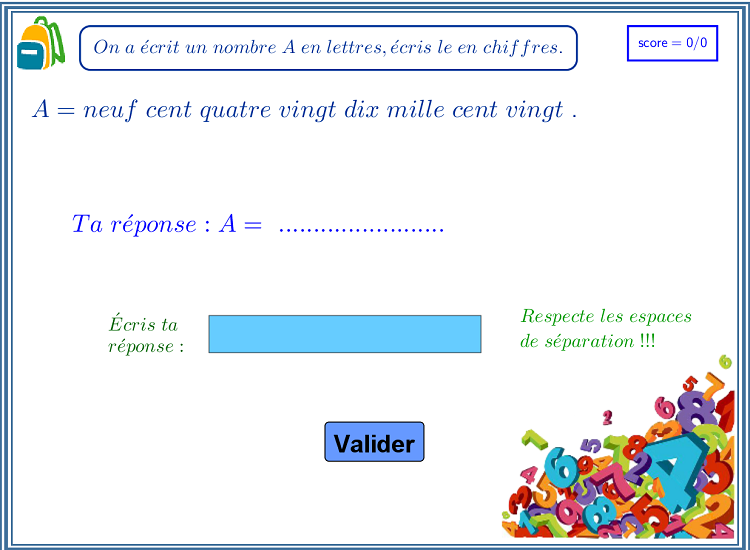 On a écrit un nombre A en lettres, écris le en chiffres.
score = 0/0
A = neuf cent quatre vingt dix mille cent vingt .
Ta réponse : A = ........................
Écris ta
réponse :
Respecte les espaces
de séparation !!!
Valider